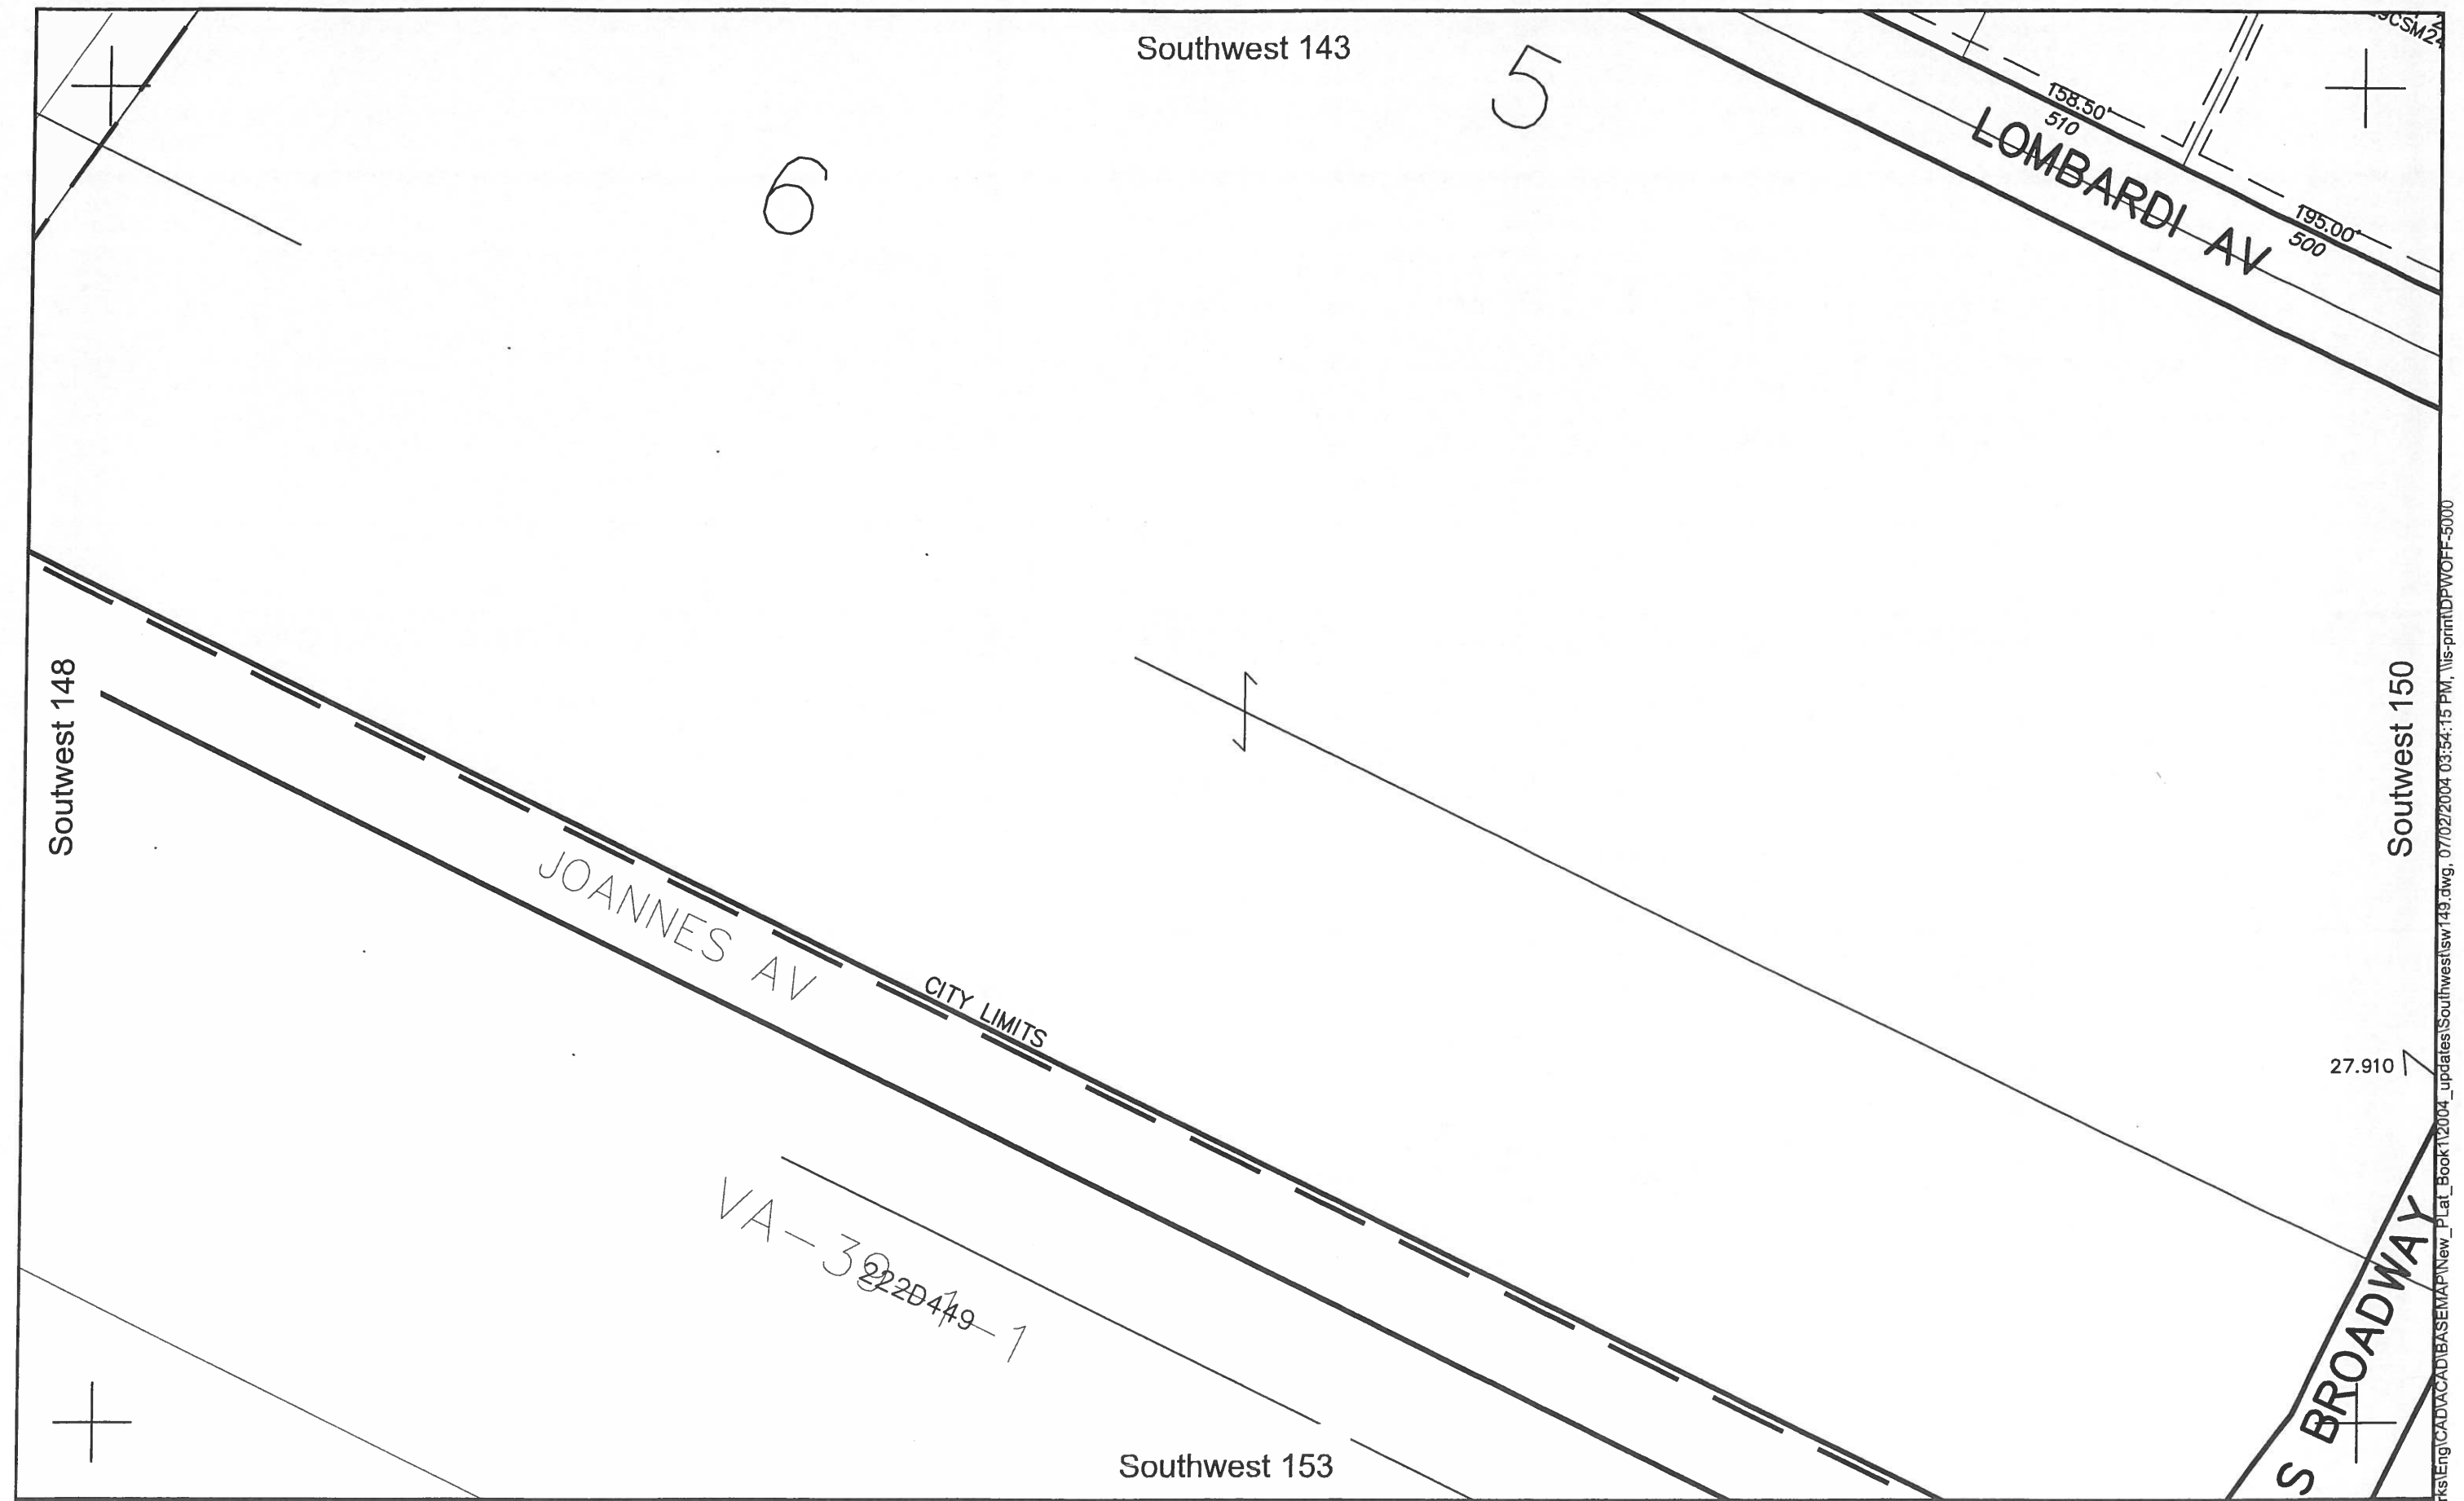 Southwest 143
5
6
158.50'
510
LOMBARDI AV
195.00'
500
Soutwest 148
Soutwest 150
JOANNES AV
CITY LIMITS
27.910
222D449
S BROADWAY
Southwest 153
rks\Eng\CAD\ACAD\BASEMAP\New_PLat_Book1\2004_updates\Southwest\sw149.dwg, 07/02/2004 03:54:15 PM, \\is-print\DPWOFF-5000